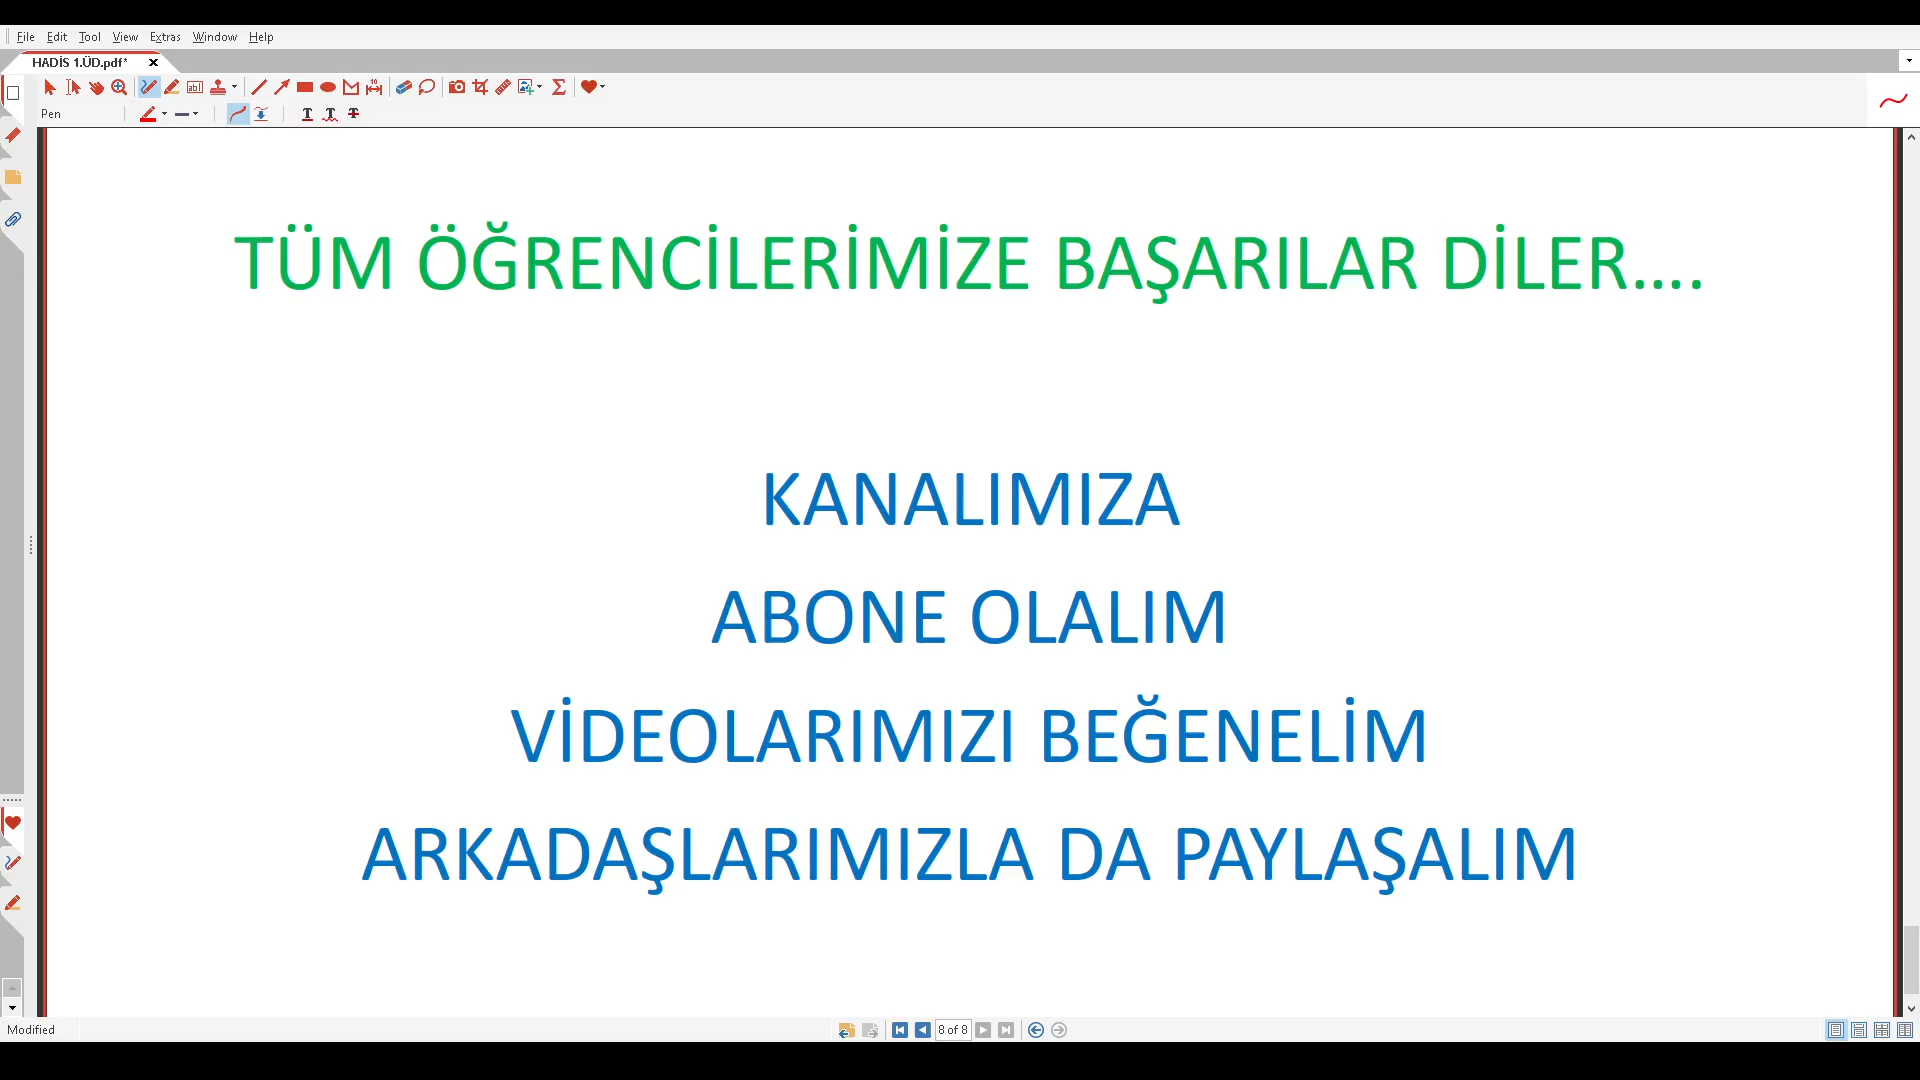 File Edit Tool View Extras Window Help
HADİS 1.ÜD.pdf*
Pen
TÜM ÖĞRENCİLERİMİZE BAŞARILAR DİLER....
KANALIMIZA
ABONE OLALIM
VİDEOLARIMIZI BEĞENELİM
ARKADAŞLARIMIZLA DA PAYLAŞALIM
Modified
8 of 8